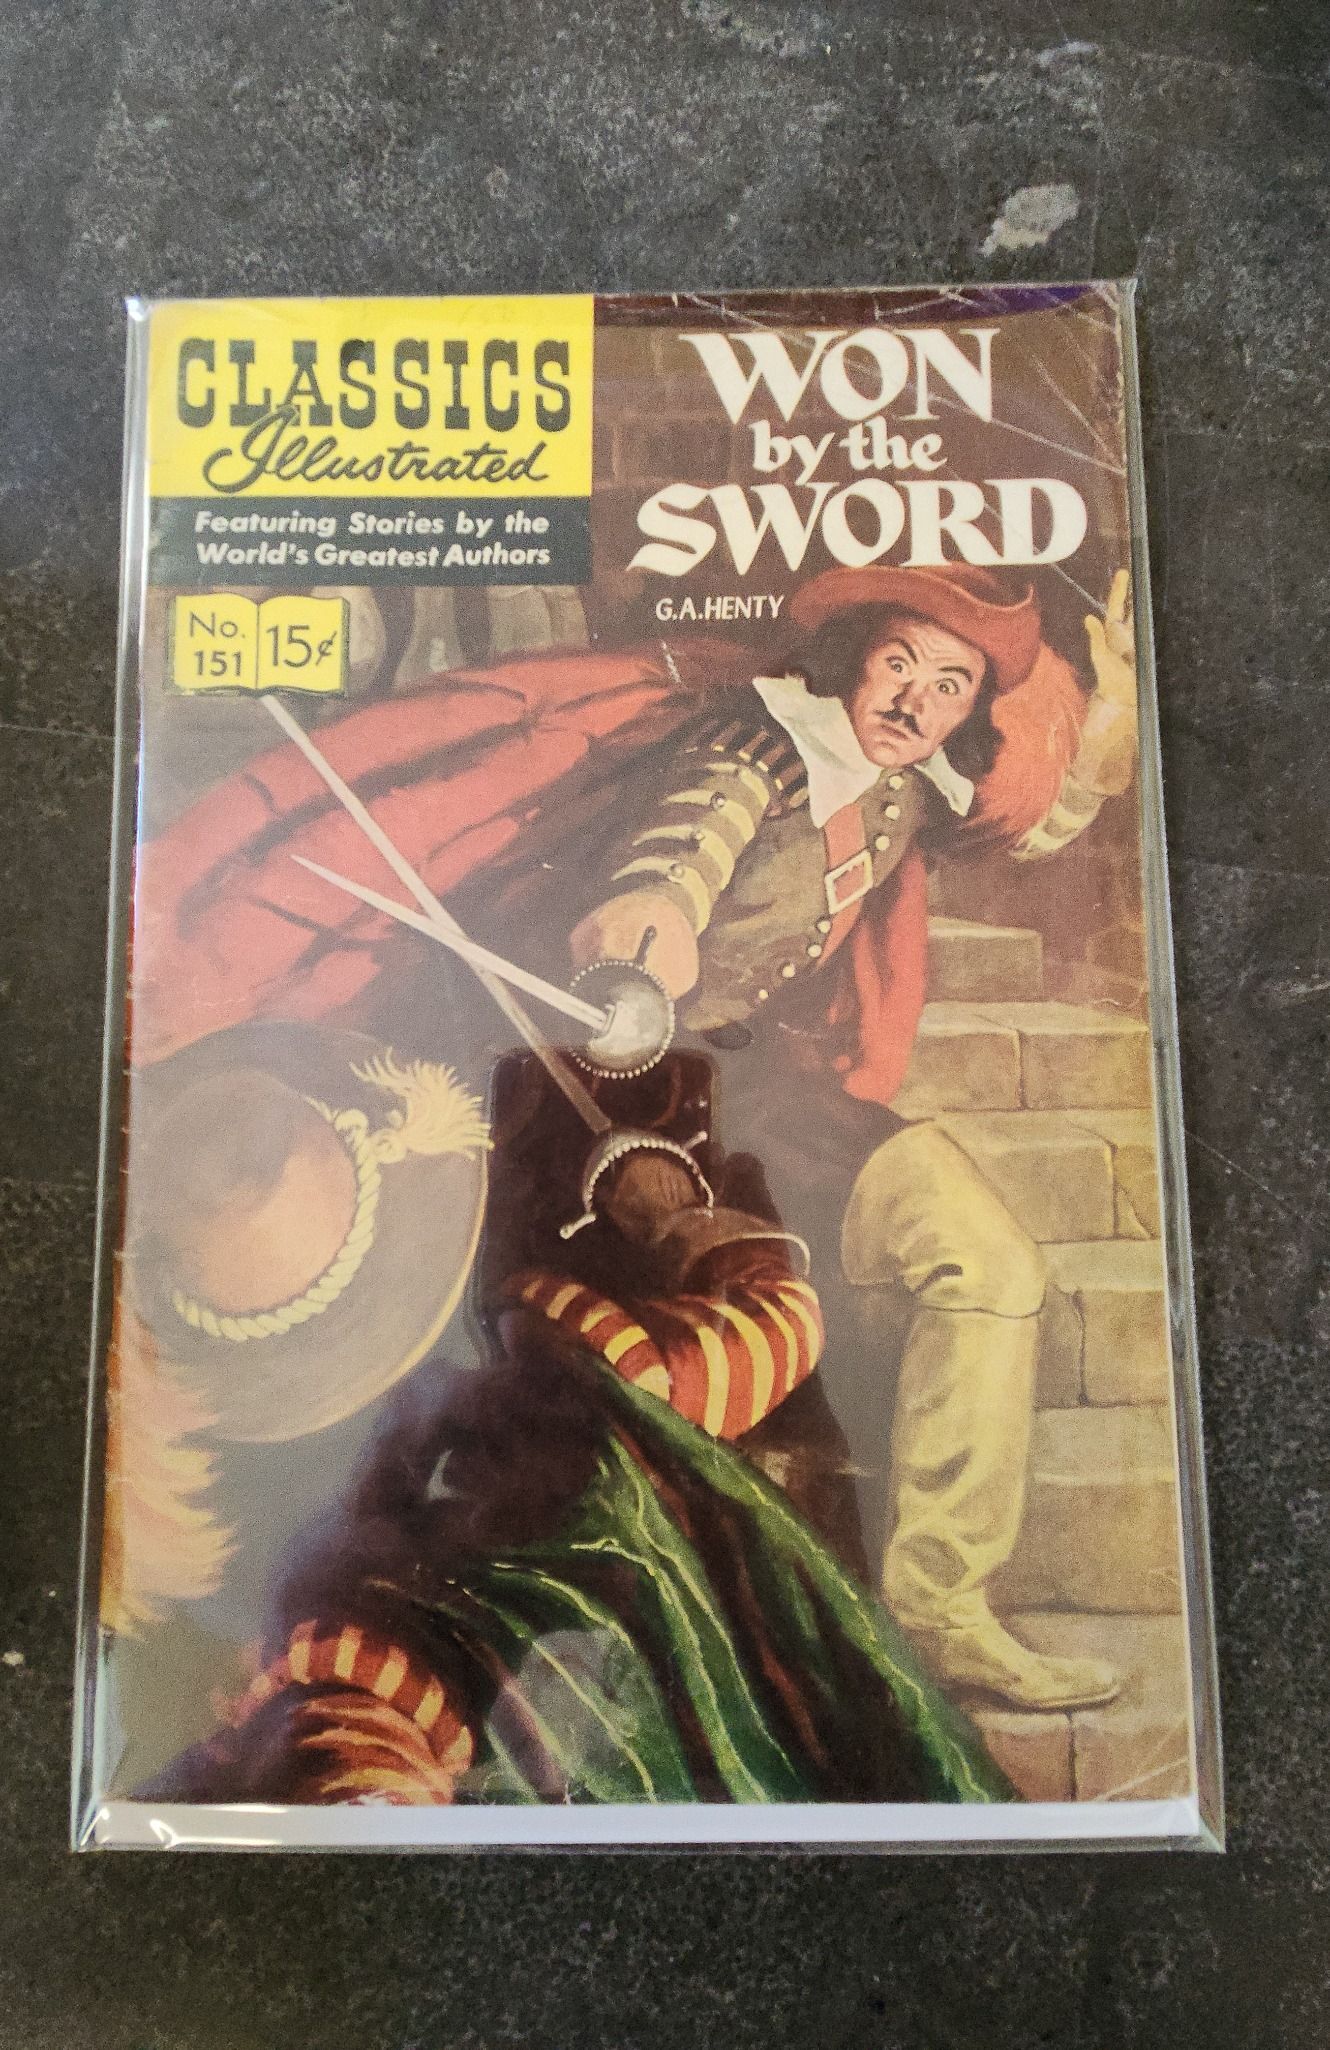 CLASSICS
Illustrated
Featuring Stories by the
World's Greatest Authors
No.
151
15¢
WON
by the
SWORD
G.A.HENTY